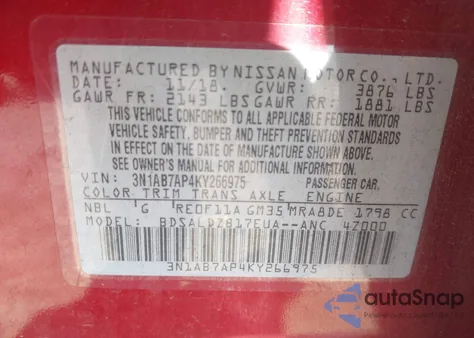 MANUFACTURED BY NISSAN MOTOR CO., LTD.
DATE: 11/18. GVWR: 3876 LBS
GAWR FR: 2143 LBS GAWR RR: 1881 LBS
THIS VEHICLE CONFORMS TO ALL APPLICABLE FEDERAL MOTOR
VEHICLE SAFETY, BUMPER AND THEFT PREVENTION STANDARDS
IN EFFECT ON THE DATE OF MANUFACTURE SHOWN ABOVE.
SEE OWNER'S MANUAL FOR ADDITIONAL INFORMATION.
VIN: 3N1AB7AP4KY266975 PASSENGER CAR.
COLOR TRIM TRANS AXLE ENGINE
NBL G RE0F11A GM35 MRA8DE 1798 CC
MODEL: BDSALDZB17EUA--ANC 4Z000
3N1AB7AP4KY266975
autaSnap